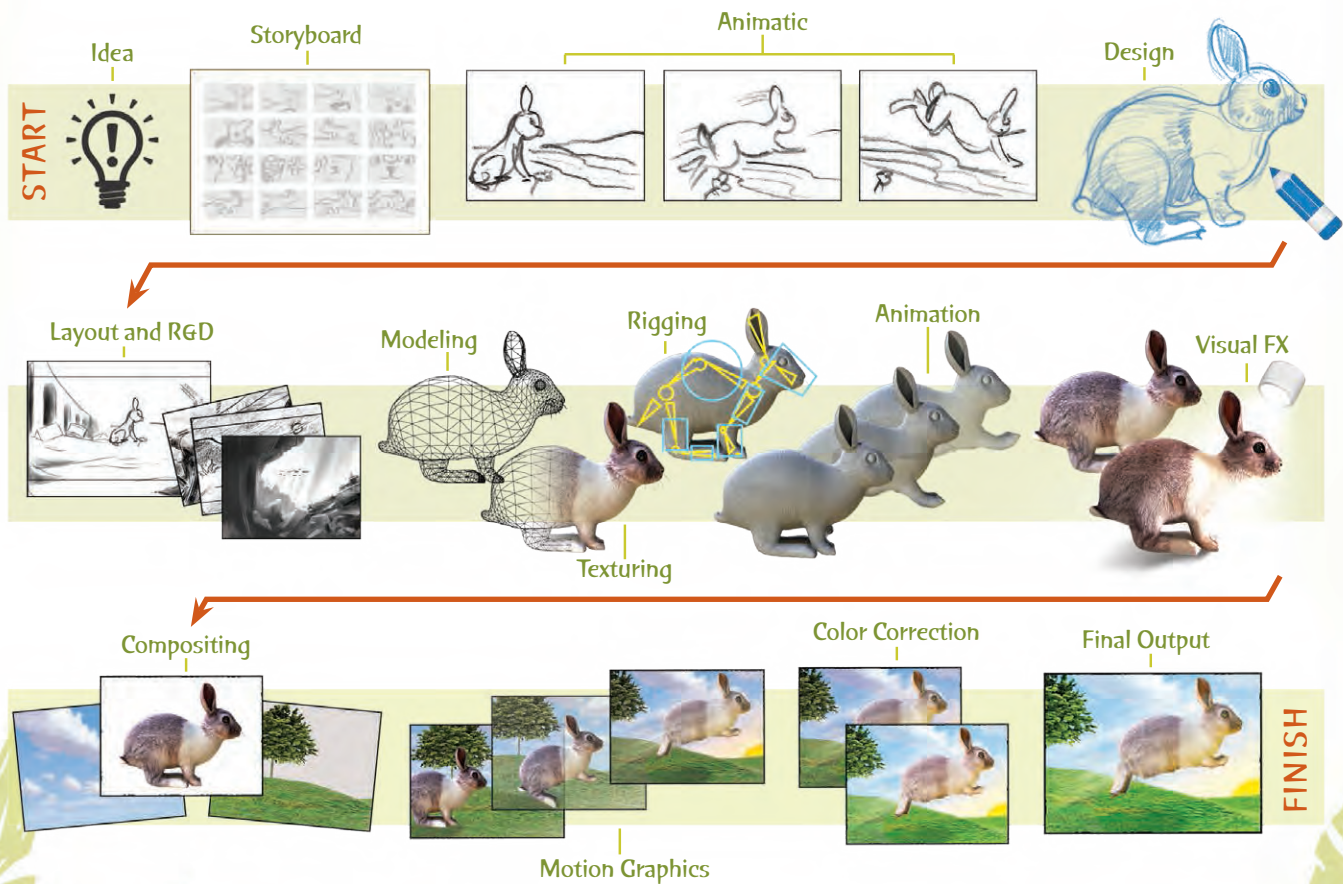 START
Idea
Storyboard
Animatic
Design
Layout and R&D
Modeling
Texturing
Rigging
Animation
Visual FX
Compositing
Motion Graphics
Color Correction
Final Output
FINISH